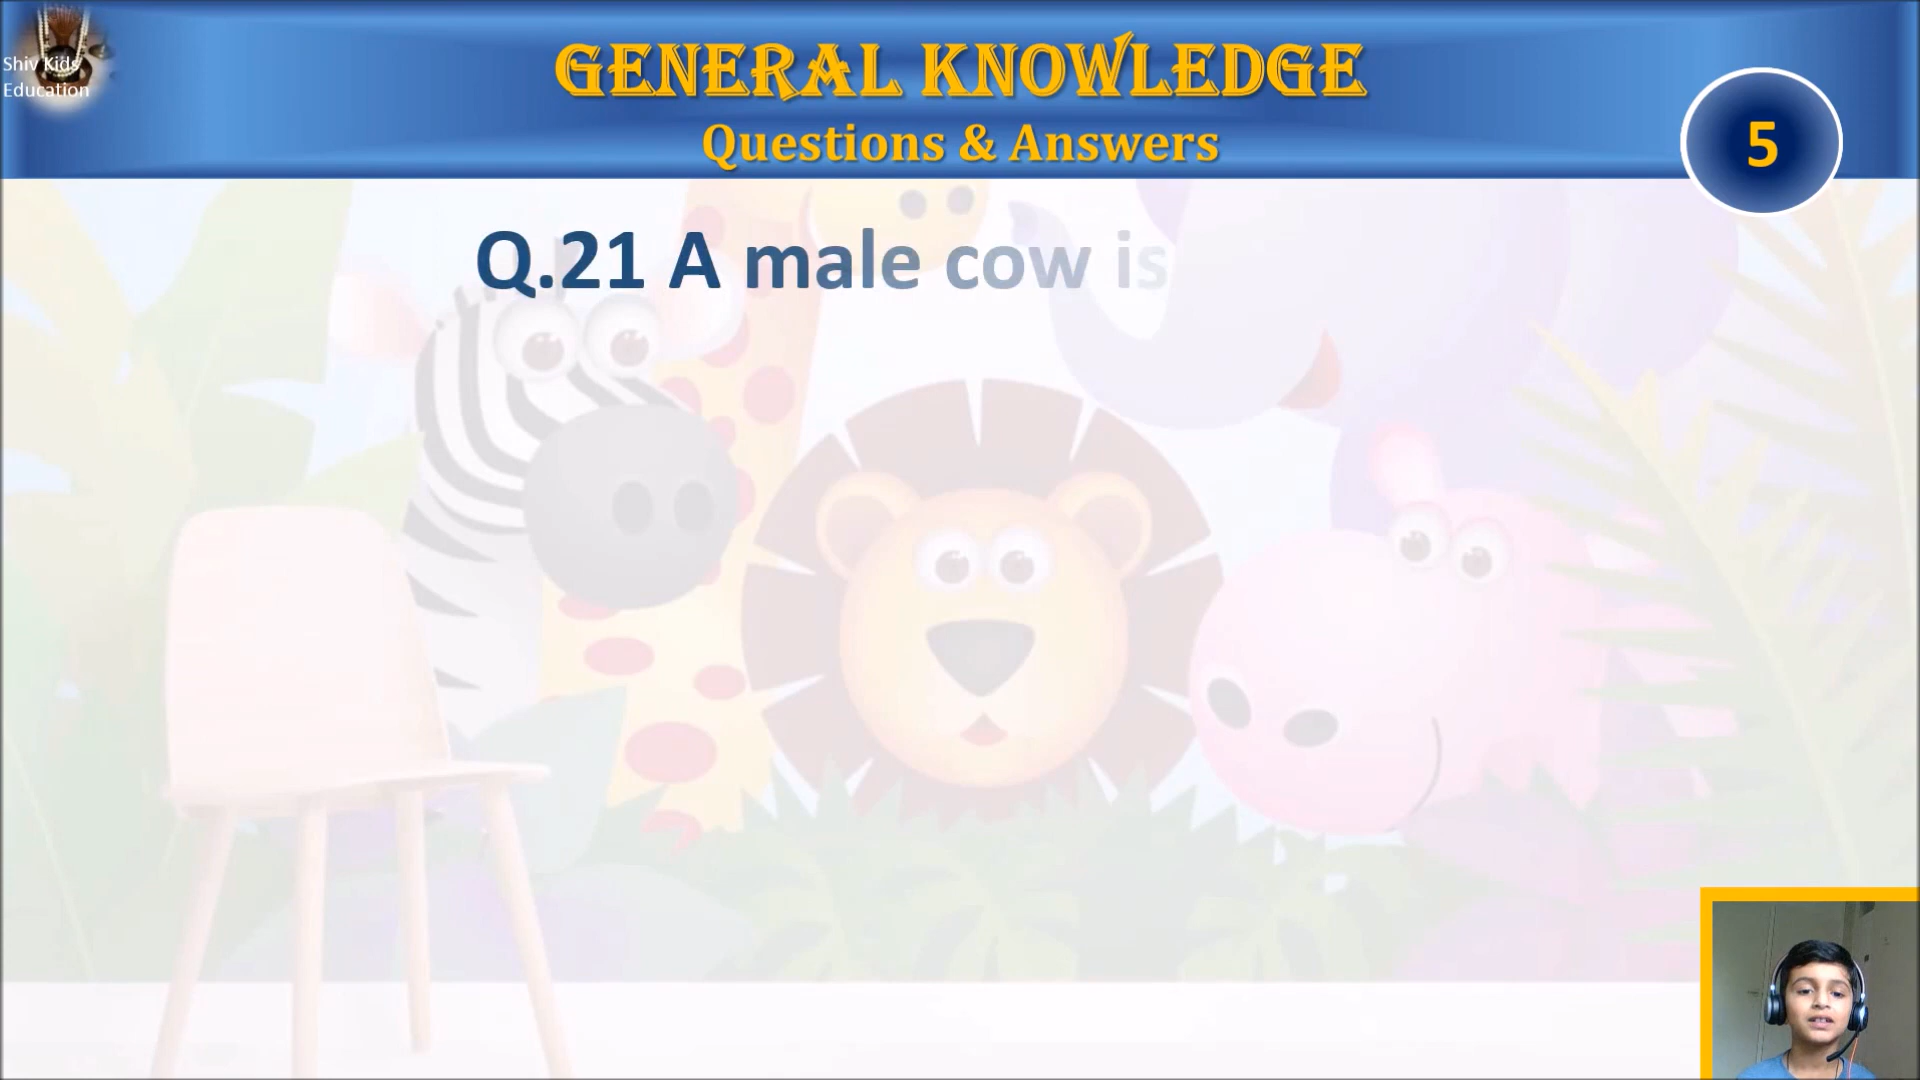 Shiv Kids
Education
GENERAL KNOWLEDGE
Questions & Answers
5
Q.21 A male cow is